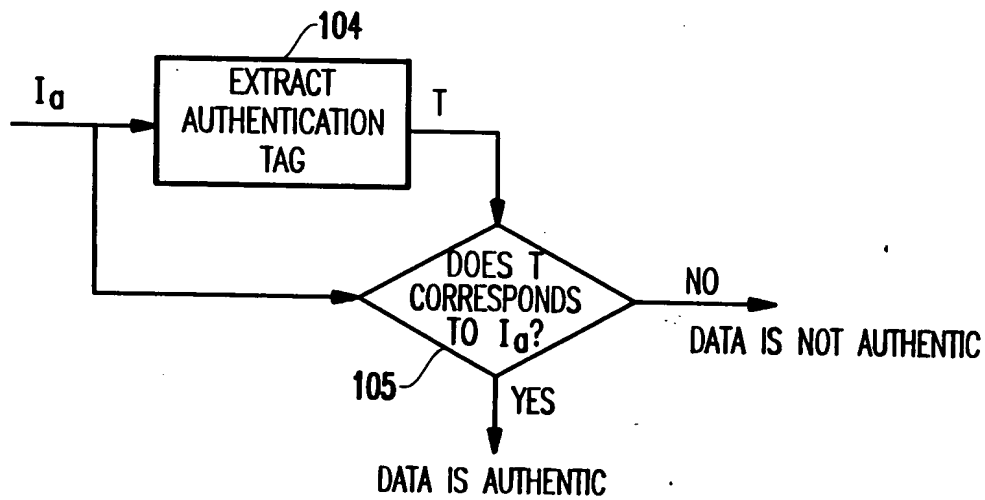 104
Ia
EXTRACT
AUTHENTICATION
TAG
T
DOES T
CORRESPONDS
TO Ia?
NO
DATA IS NOT AUTHENTIC
105
YES
DATA IS AUTHENTIC